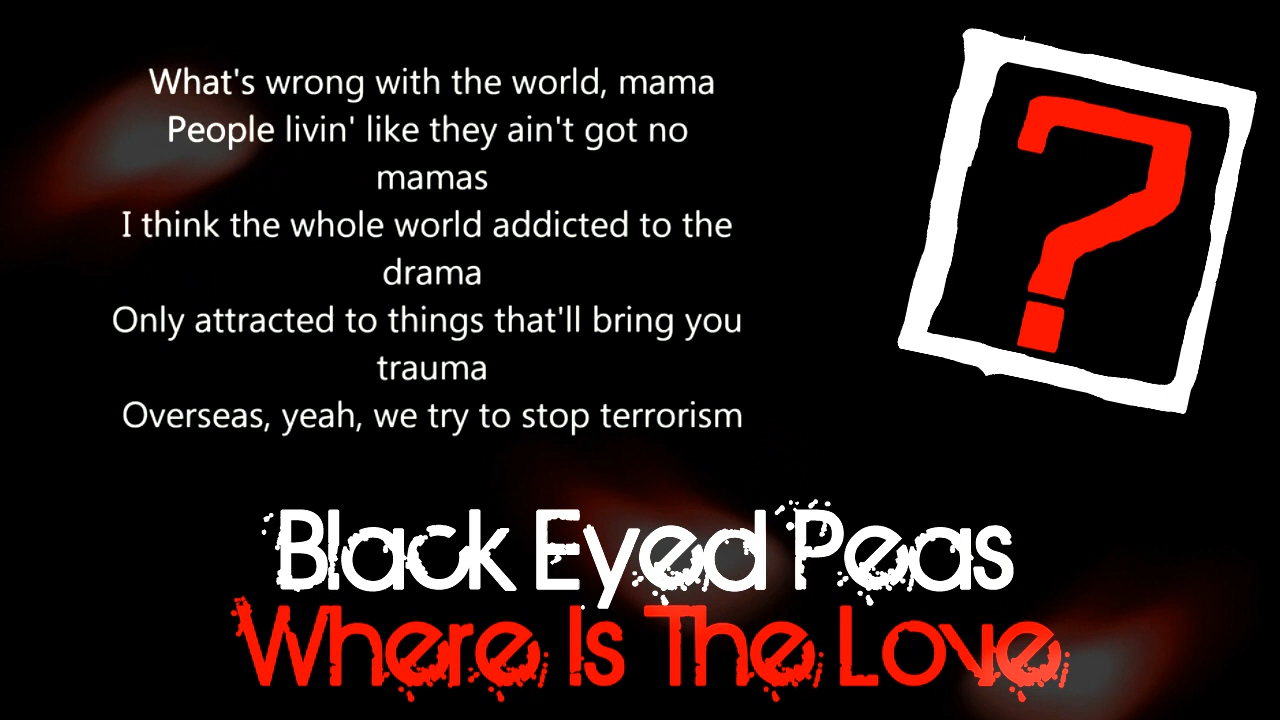 What's wrong with the world, mama
People livin' like they ain't got no
mamas
I think the whole world addicted to the
drama
Only attracted to things that'll bring you
trauma
Overseas, yeah, we try to stop terrorism
?
Black Eyed Peas
Where Is The Love